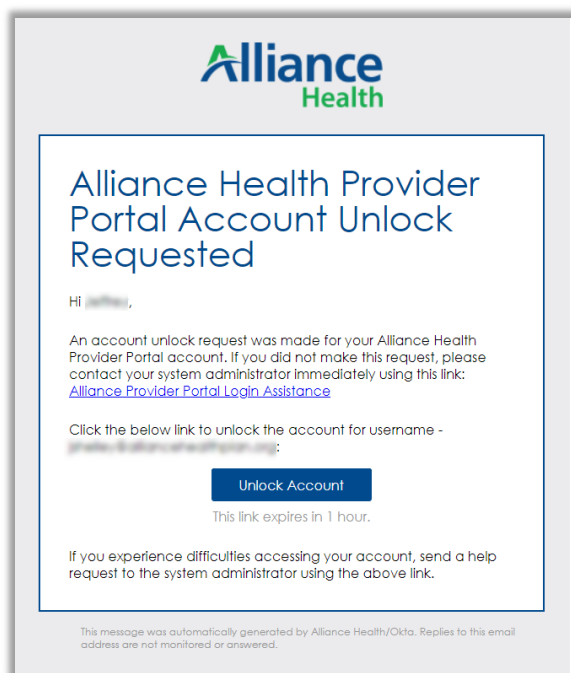 Alliance
Health
Alliance Health Provider
Portal Account Unlock
Requested
Hi ,
An account unlock request was made for your Alliance Health
Provider Portal account. If you did not make this request, please
contact your system administrator immediately using this link:
Alliance Provider Portal Login Assistance
Click the below link to unlock the account for username -
:
Unlock Account
This link expires in 1 hour.
If you experience difficulties accessing your account, send a help
request to the system administrator using the above link.
This message was automatically generated by Alliance Health/Okta. Replies to this email
address are not monitored or answered.